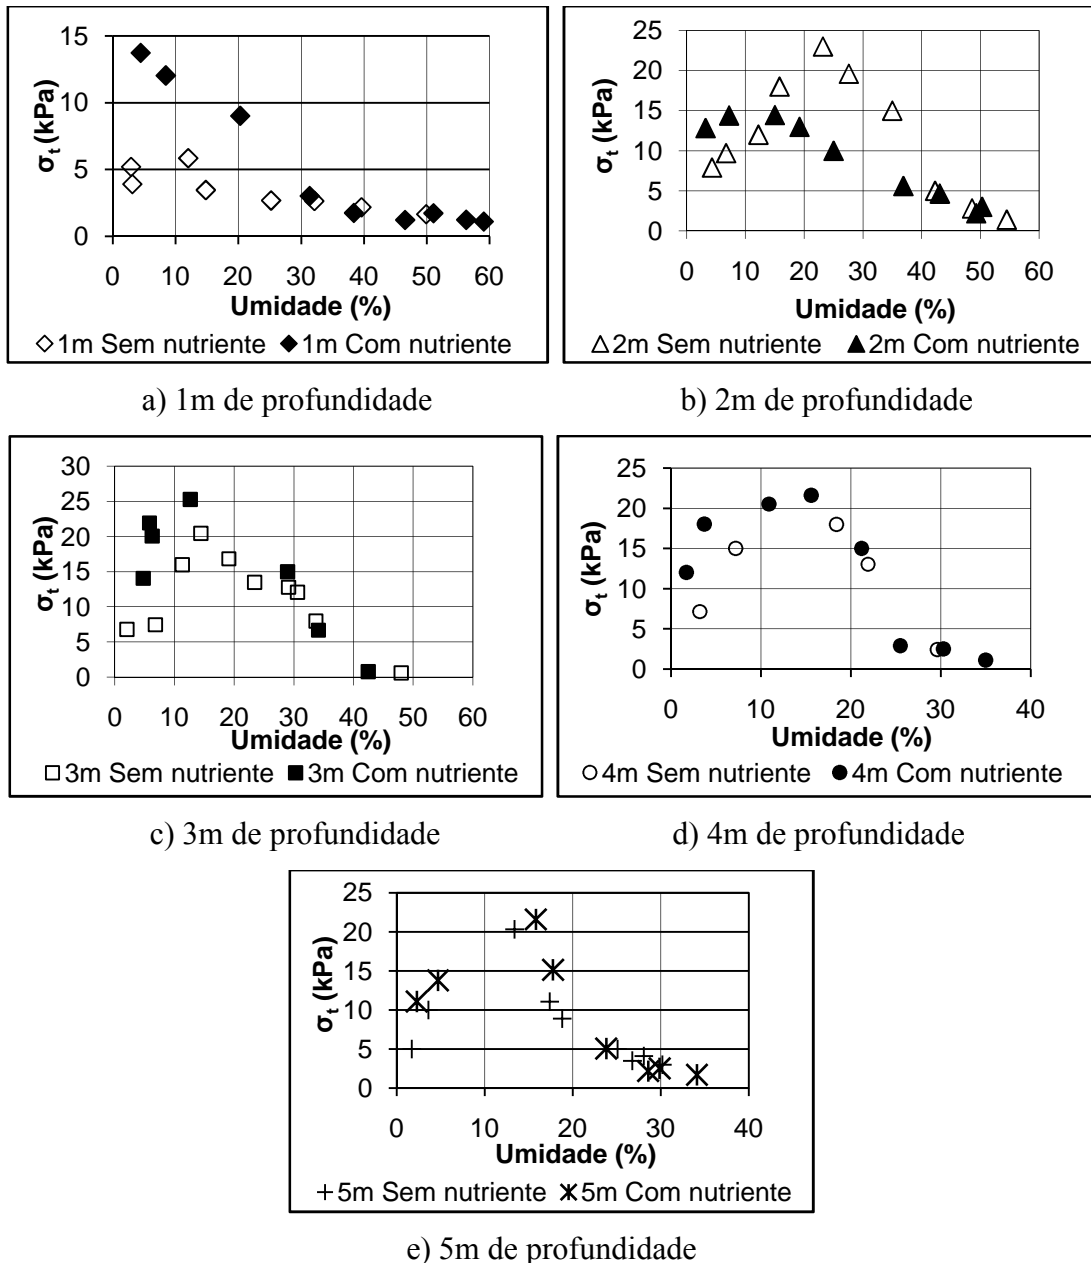 15
10
5
0
σt (kPa)
0 10 20 30 40 50 60
Umidade (%)
1m Sem nutriente 1m Com nutriente
a) 1m de profundidade
25
20
15
10
5
0
σt (kPa)
0 10 20 30 40 50 60
Umidade (%)
2m Sem nutriente 2m Com nutriente
b) 2m de profundidade
30
25
20
15
10
5
0
σt (kPa)
0 10 20 30 40 50 60
Umidade (%)
3m Sem nutriente 3m Com nutriente
c) 3m de profundidade
25
20
15
10
5
0
σt (kPa)
0 10 20 30 40
Umidade (%)
4m Sem nutriente 4m Com nutriente
d) 4m de profundidade
25
20
15
10
5
0
σt (kPa)
0 10 20 30 40
Umidade (%)
5m Sem nutriente 5m Com nutriente
e) 5m de profundidade